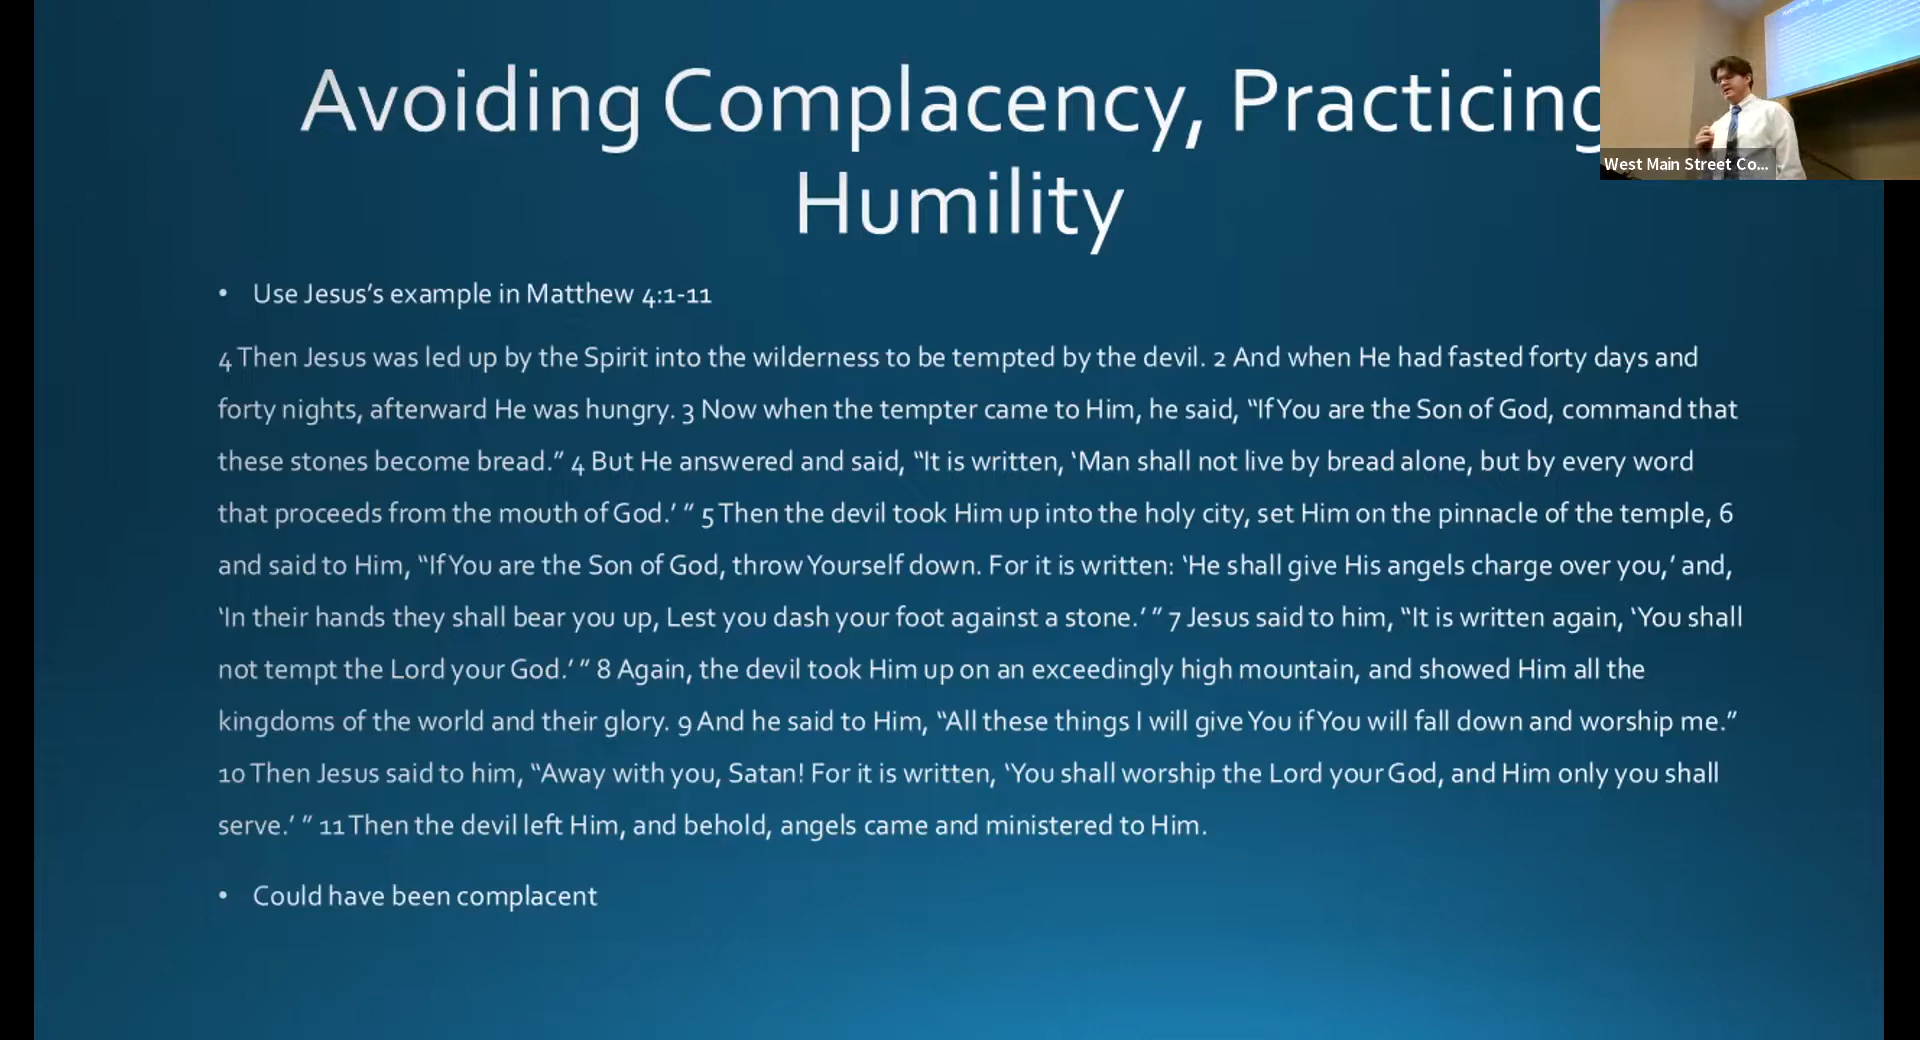 Avoiding Complacency, Practicing
Humility
West Main Street Co...
• Use Jesus’s example in Matthew 4:1-11
4 Then Jesus was led up by the Spirit into the wilderness to be tempted by the devil. 2 And when He had fasted forty days and
forty nights, afterward He was hungry. 3 Now when the tempter came to Him, he said, “If You are the Son of God, command that
these stones become bread.” 4 But He answered and said, “It is written, ‘Man shall not live by bread alone, but by every word
that proceeds from the mouth of God.’ ” 5 Then the devil took Him up into the holy city, set Him on the pinnacle of the temple, 6
and said to Him, “If You are the Son of God, throw Yourself down. For it is written: ‘He shall give His angels charge over you,’ and,
‘In their hands they shall bear you up, Lest you dash your foot against a stone.’ ” 7 Jesus said to him, “It is written again, ‘You shall
not tempt the Lord your God.’ ” 8 Again, the devil took Him up on an exceedingly high mountain, and showed Him all the
kingdoms of the world and their glory. 9 And he said to Him, “All these things I will give You if You will fall down and worship me.”
10 Then Jesus said to him, “Away with you, Satan! For it is written, ‘You shall worship the Lord your God, and Him only you shall
serve.’ ” 11 Then the devil left Him, and behold, angels came and ministered to Him.
• Could have been complacent